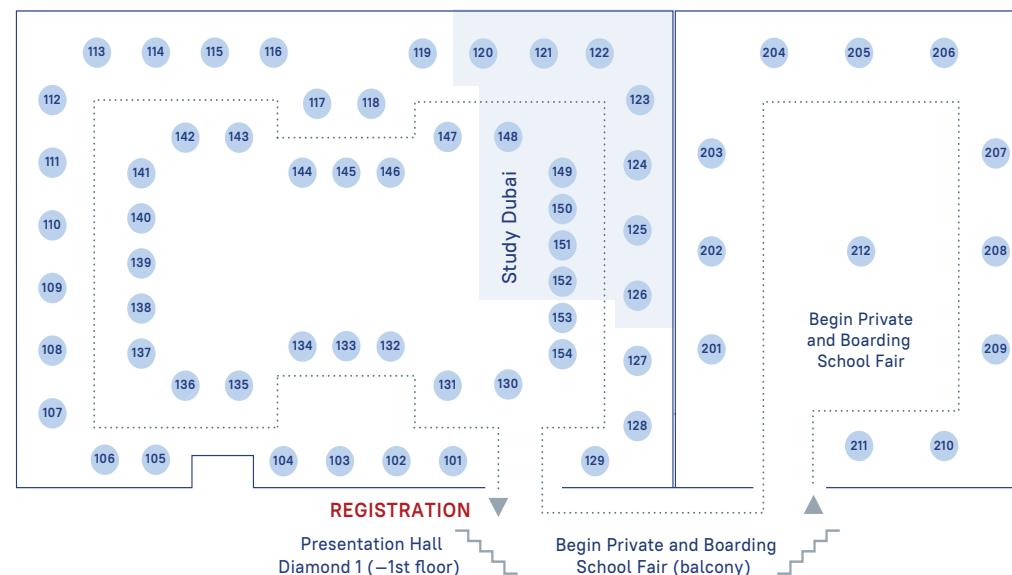 113 114 115 116 119 120 121 122 204 205 206
112 117 118 123
142 143 147 148
111 141 144 145 146 149 124 203 207
110 140 150 125
139 151 202 212 208
109 138 152 126
Study Dubai
153
108 137 134 133 132 154 127 201 209
Begin Private
and Boarding
School Fair
107 136 135 131 130 128
106 105 104 103 102 101 129 211 210
REGISTRATION
Presentation Hall
Diamond 1 (–1st floor)
Begin Private and Boarding
School Fair (balcony)